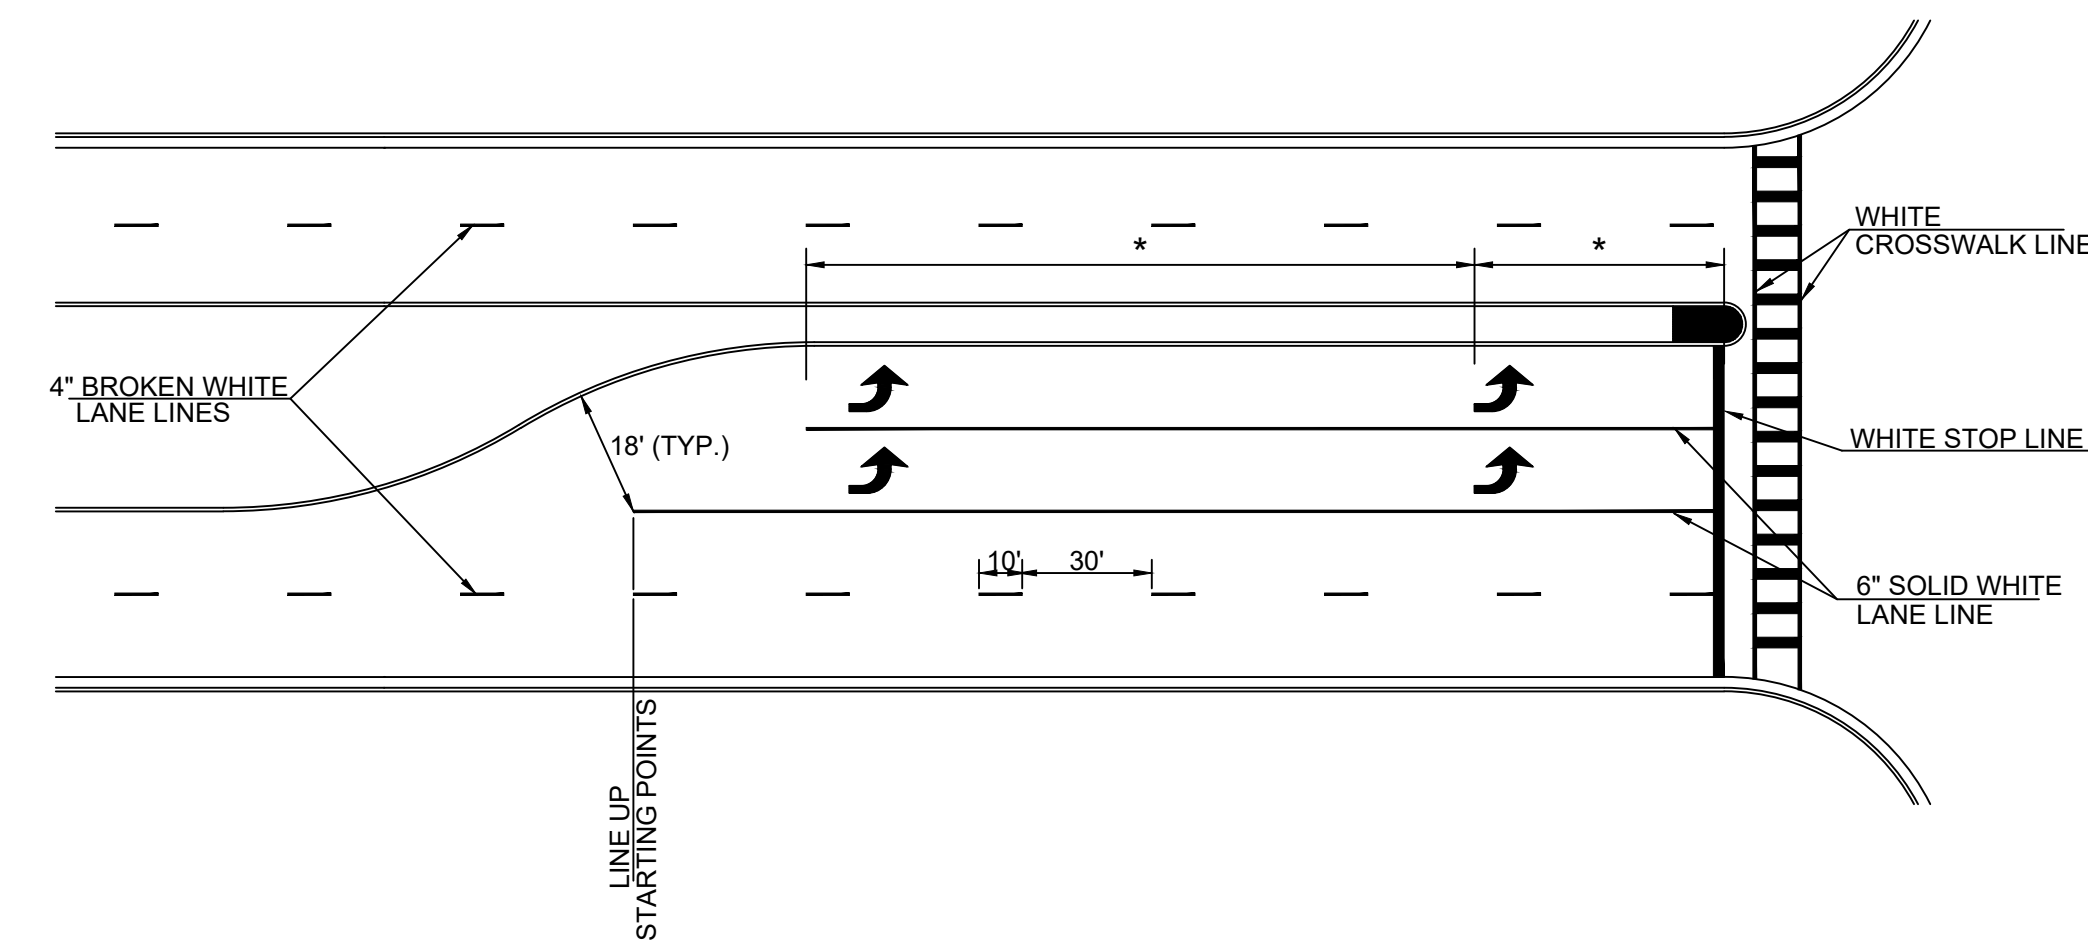 *
*
WHITE
CROSSWALK LINE
4" BROKEN WHITE
LANE LINES
18' (TYP.)
WHITE STOP LINE
10'
30'
6" SOLID WHITE
LANE LINE
LINE UP
STARTING POINTS